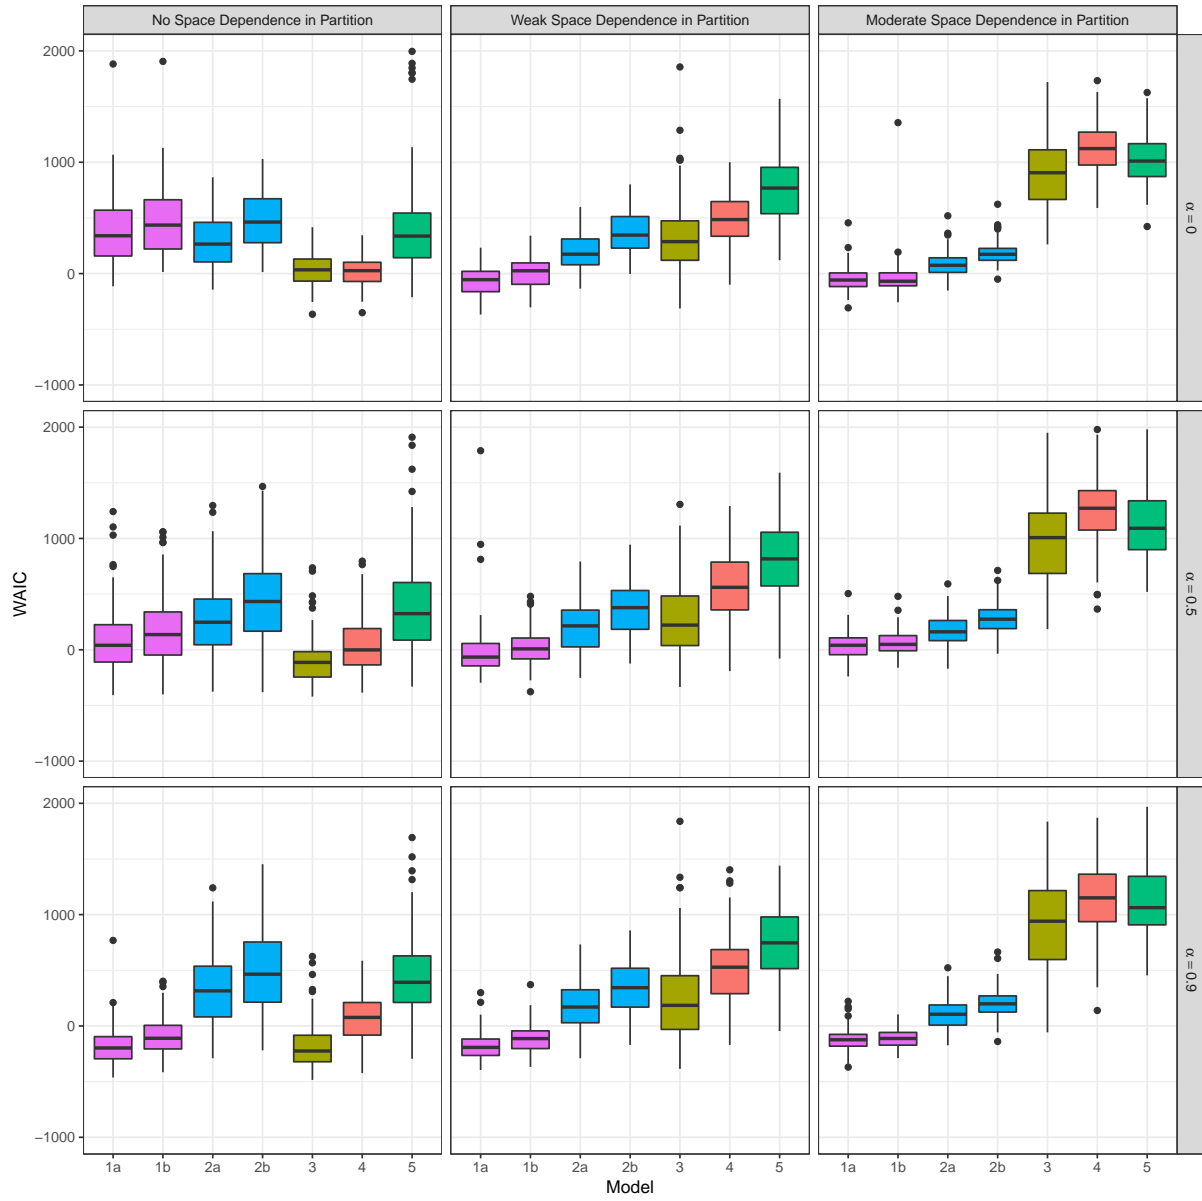 No Space Dependence in Partition
Weak Space Dependence in Partition
Moderate Space Dependence in Partition
2000
1000
0
−1000
α = 0
2000
1000
0
−1000
α = 0.5
WAIC
2000
1000
0
−1000
α = 0.9
1a 1b 2a 2b 3 4 5
1a 1b 2a 2b 3 4 5
1a 1b 2a 2b 3 4 5
Model